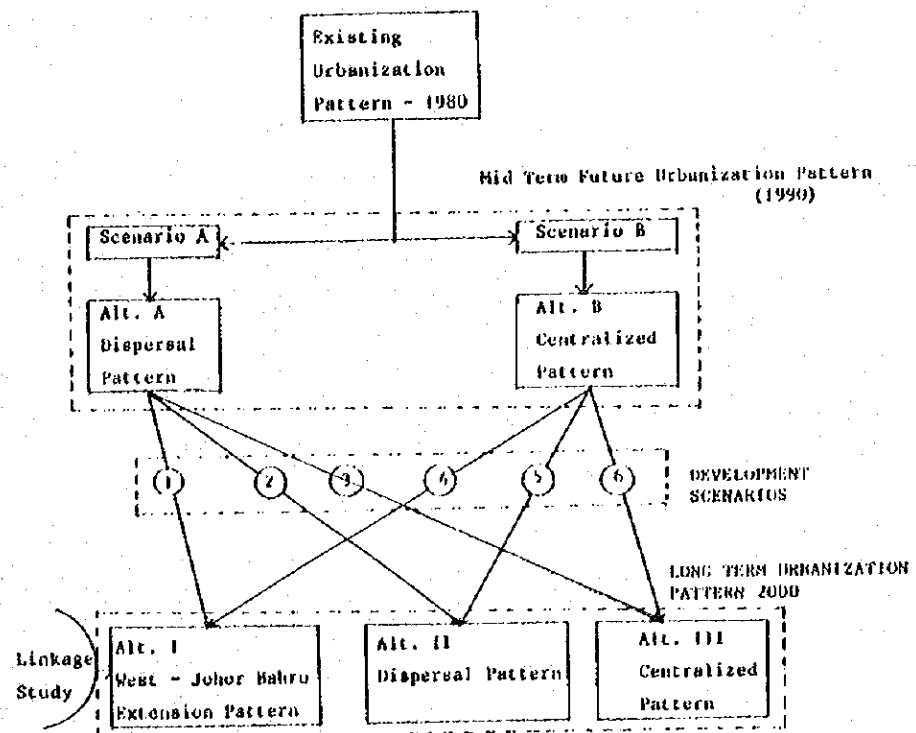 Existing
Urbanization
Pattern - 1980
Mid Term Future Urbanization Pattern
(1990)
Scenario A
Scenario B
Alt. A
Dispersal
Pattern
Alt. B
Centralized
Pattern
1 2 3 4 5 6
DEVELOPMENT
SCENARIOS
LONG TERM URBANIZATION
PATTERN 2000
Linkage
Study
Alt. I
West - Johor Bahru
Extension Pattern
Alt. II
Dispersal Pattern
Alt. III
Centralized
Pattern